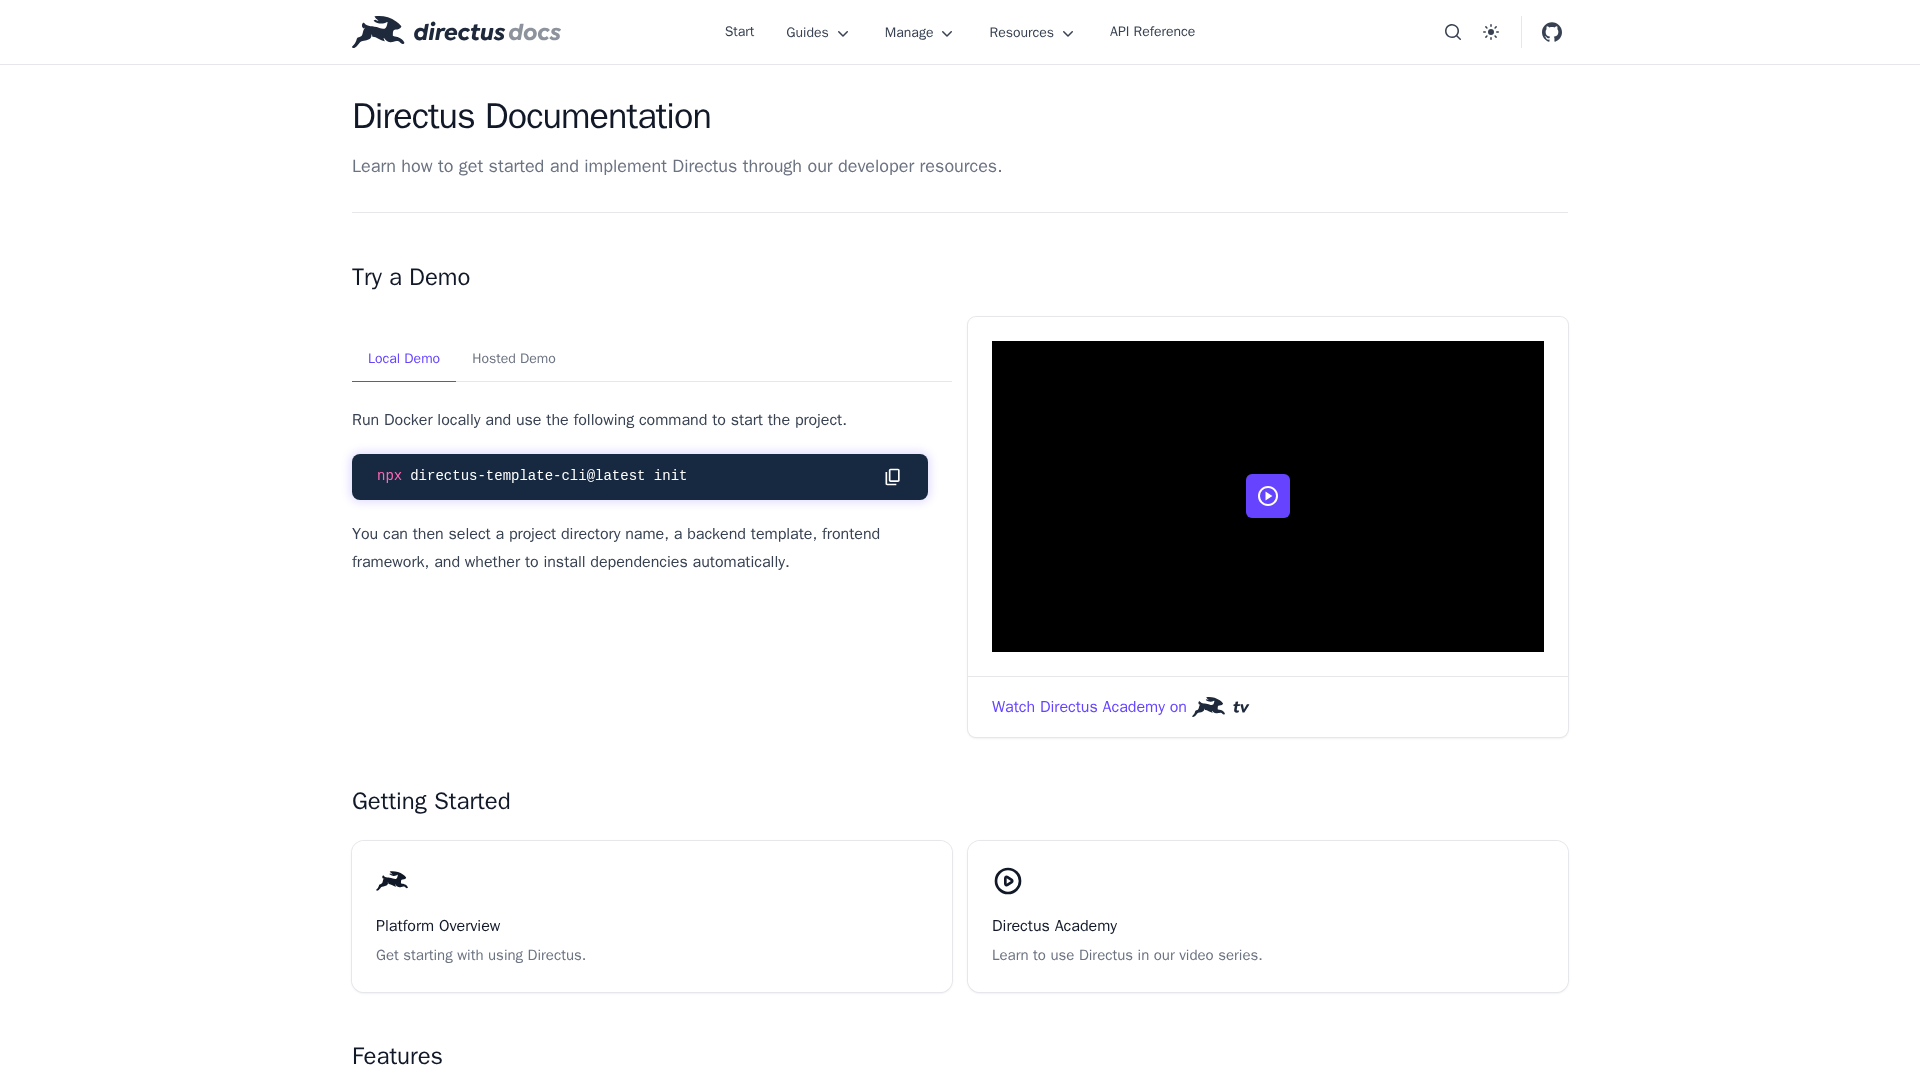 directus docs
Start
Guides
Manage
Resources
API Reference
Directus Documentation
Learn how to get started and implement Directus through our developer resources.
Try a Demo
Local Demo
Hosted Demo
Run Docker locally and use the following command to start the project.
npx directus-template-cli@latest init
You can then select a project directory name, a backend template, frontend
framework, and whether to install dependencies automatically.
Watch Directus Academy on tv
Getting Started
Platform Overview
Get starting with using Directus.
Directus Academy
Learn to use Directus in our video series.
Features